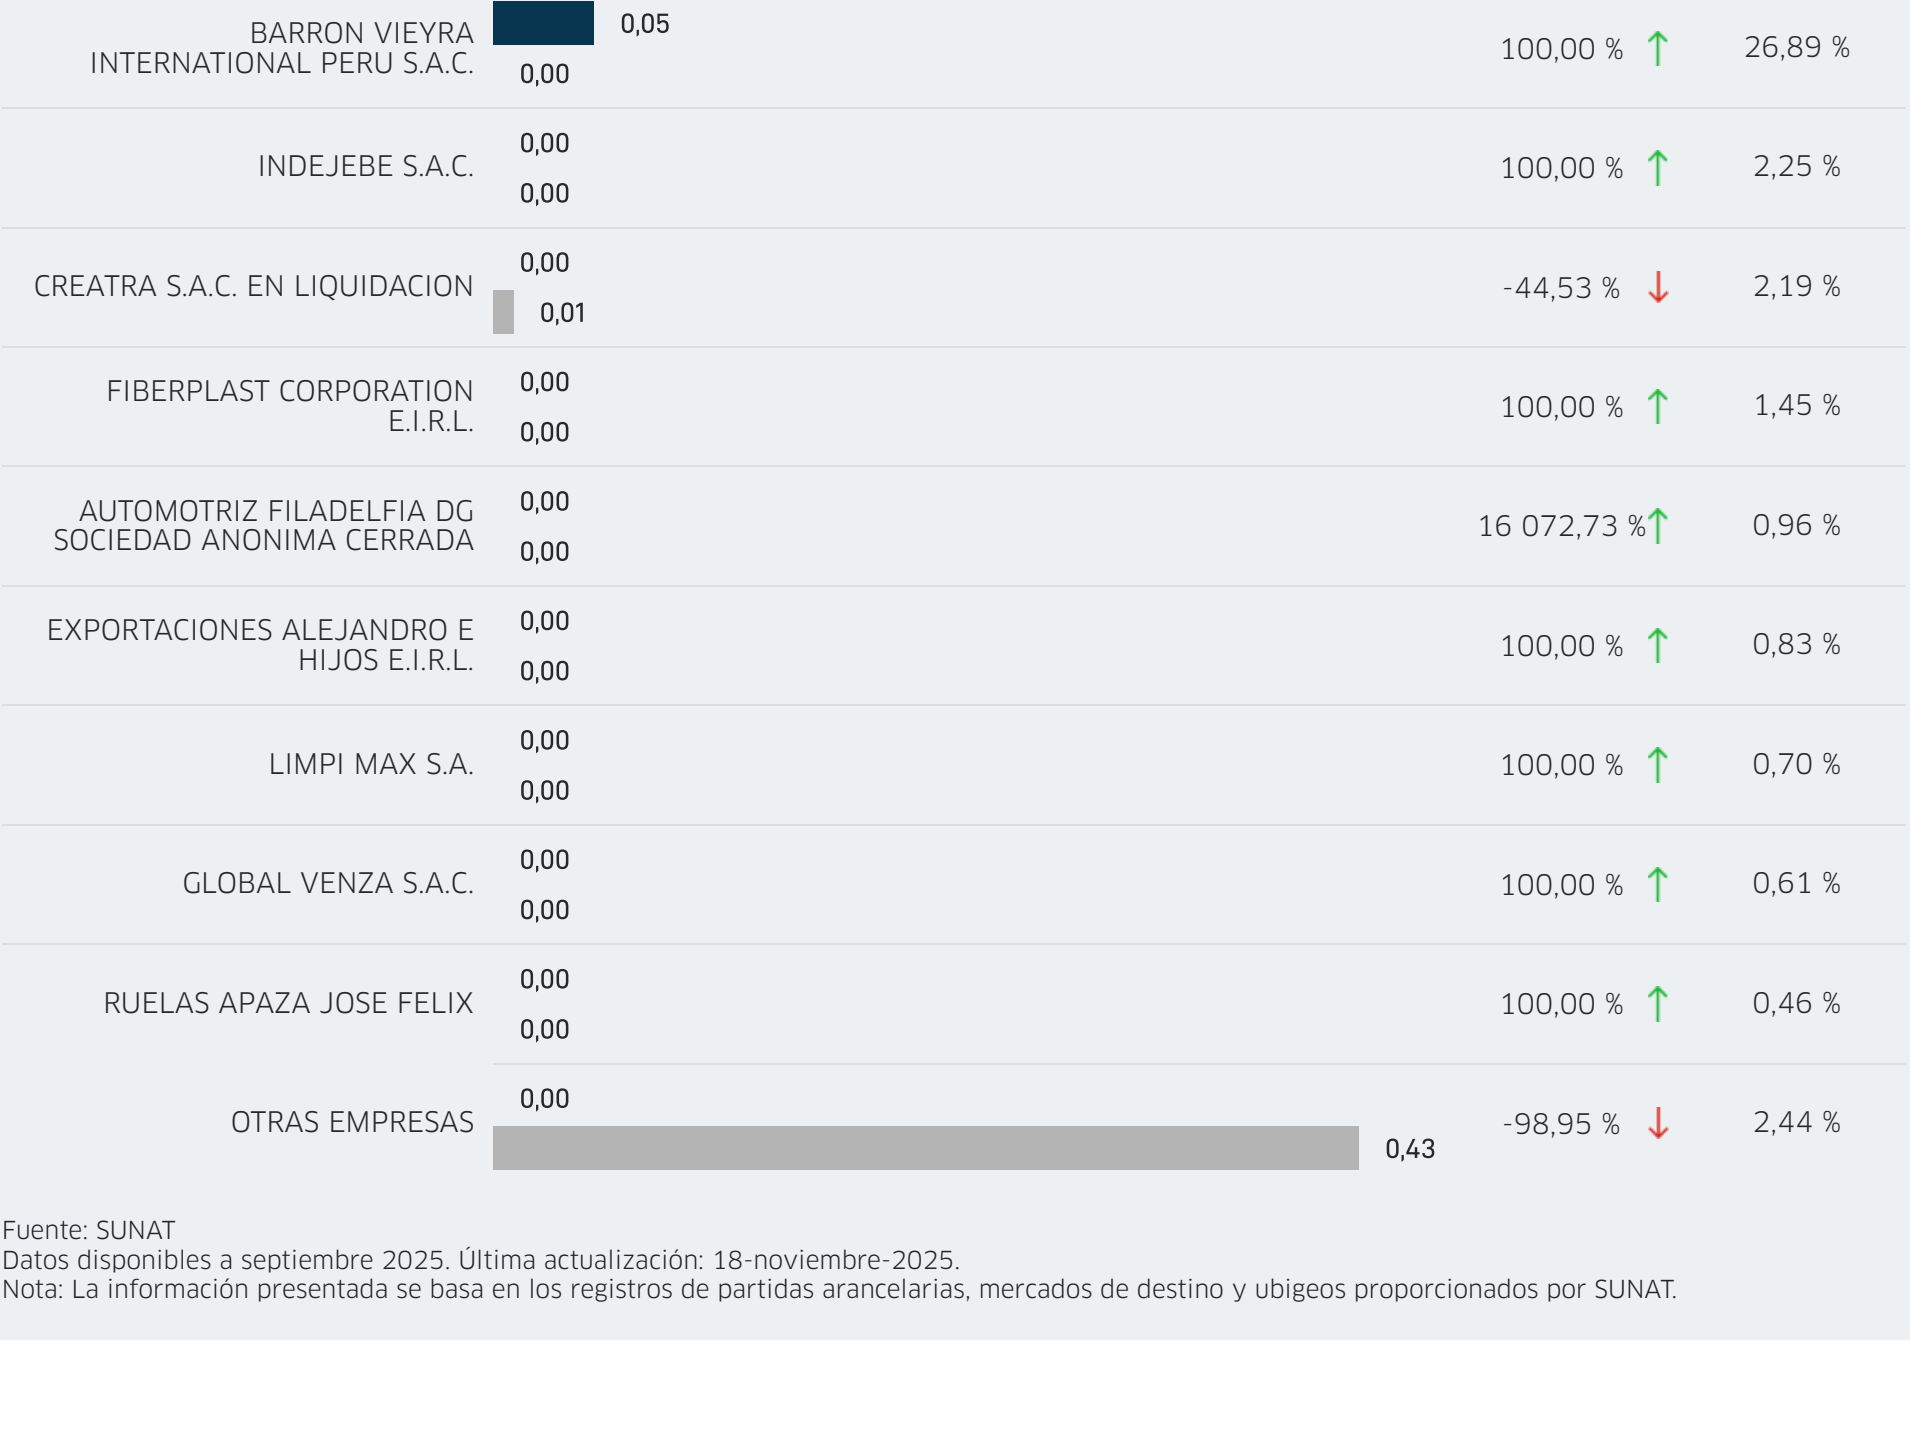 BARRON VIEYRA
INTERNATIONAL PERU S.A.C.
0,05
0,00
100,00 %
26,89 %
INDEJEBE S.A.C.
0,00
0,00
100,00 %
2,25 %
CREATRA S.A.C. EN LIQUIDACION
0,00
0,01
-44,53 %
2,19 %
FIBERPLAST CORPORATION
E.I.R.L.
0,00
0,00
100,00 %
1,45 %
AUTOMOTRIZ FILADELFIA DG
SOCIEDAD ANONIMA CERRADA
0,00
0,00
16 072,73 %
0,96 %
EXPORTACIONES ALEJANDRO E
HIJOS E.I.R.L.
0,00
0,00
100,00 %
0,83 %
LIMPI MAX S.A.
0,00
0,00
100,00 %
0,70 %
GLOBAL VENZA S.A.C.
0,00
0,00
100,00 %
0,61 %
RUELAS APAZA JOSE FELIX
0,00
0,00
100,00 %
0,46 %
OTRAS EMPRESAS
0,00
0,43
-98,95 %
2,44 %
Fuente: SUNAT
Datos disponibles a septiembre 2025. Última actualización: 18-noviembre-2025.
Nota: La información presentada se basa en los registros de partidas arancelarias, mercados de destino y ubigeos proporcionados por SUNAT.